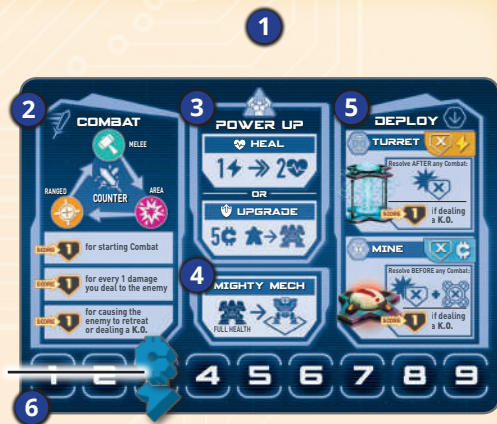 1
2
COMBAT
MELEE
RANGED
AREA
COUNTER
SCORE 1 for starting Combat
SCORE 1 for every 1 damage
you deal to the enemy
SCORE 1 for causing the
enemy to retreat
or dealing a K.O.
3
POWER UP
HEAL
1 2
OR
UPGRADE
5¢
4
MIGHTY MECH
FULL HEALTH
5
DEPLOY
TURRET X
Resolve AFTER any Combat:
X
SCORE 1 if dealing
a K.O.
MINE X ¢
Resolve BEFORE any Combat:
X +
SCORE 1 if dealing
a K.O.
1 2 4 5 6 7 8 9
6